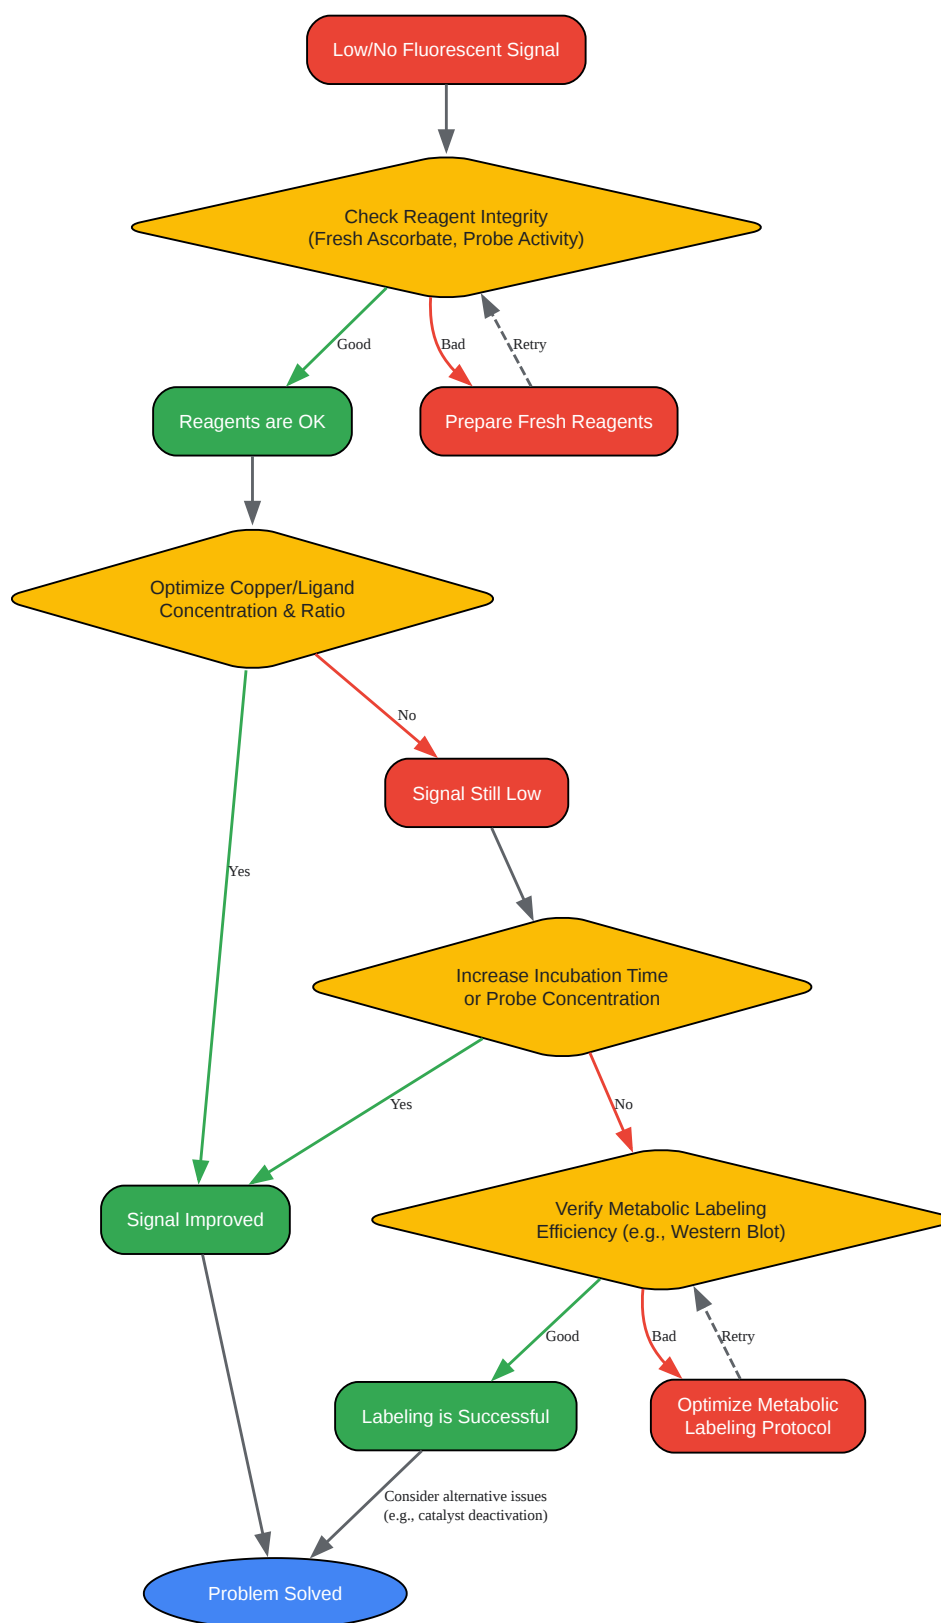 Low/No Fluorescent Signal
Check Reagent Integrity
(Fresh Ascorbate, Probe Activity)
Good
Bad
Retry
Reagents are OK
Prepare Fresh Reagents
Optimize Copper/Ligand
Concentration & Ratio
No
Signal Still Low
Yes
Increase Incubation Time
or Probe Concentration
Yes
No
Signal Improved
Verify Metabolic Labeling
Efficiency (e.g., Western Blot)
Good
Bad
Retry
Labeling is Successful
Optimize Metabolic
Labeling Protocol
Consider alternative issues
(e.g., catalyst deactivation)
Problem Solved